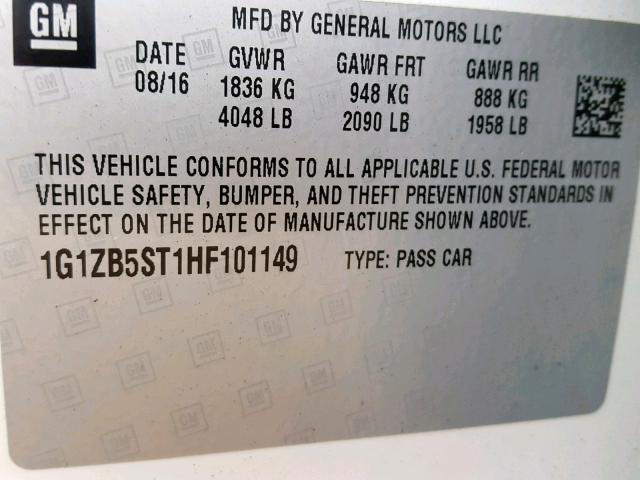 GM
MFD BY GENERAL MOTORS LLC
DATE GVWR GAWR FRT GAWR RR
08/16 1836 KG 948 KG 888 KG
4048 LB 2090 LB 1958 LB
THIS VEHICLE CONFORMS TO ALL APPLICABLE U.S. FEDERAL MOTOR
VEHICLE SAFETY, BUMPER, AND THEFT PREVENTION STANDARDS IN
EFFECT ON THE DATE OF MANUFACTURE SHOWN ABOVE.
1G1ZB5ST1HF101149 TYPE: PASS CAR